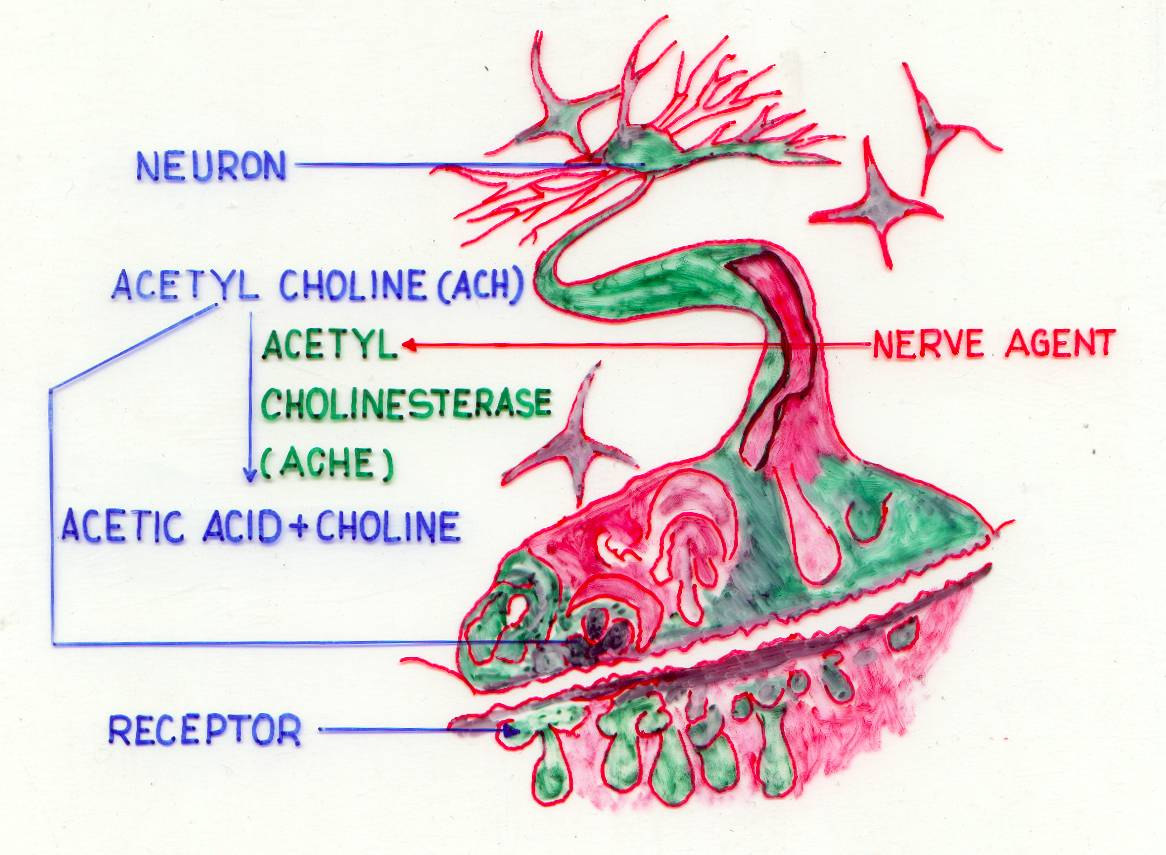 NEURON
ACETYL CHOLINE (ACH)
ACETYL
NERVE AGENT
CHOLINESTERASE
(ACHE)
ACETIC ACID + CHOLINE
RECEPTOR